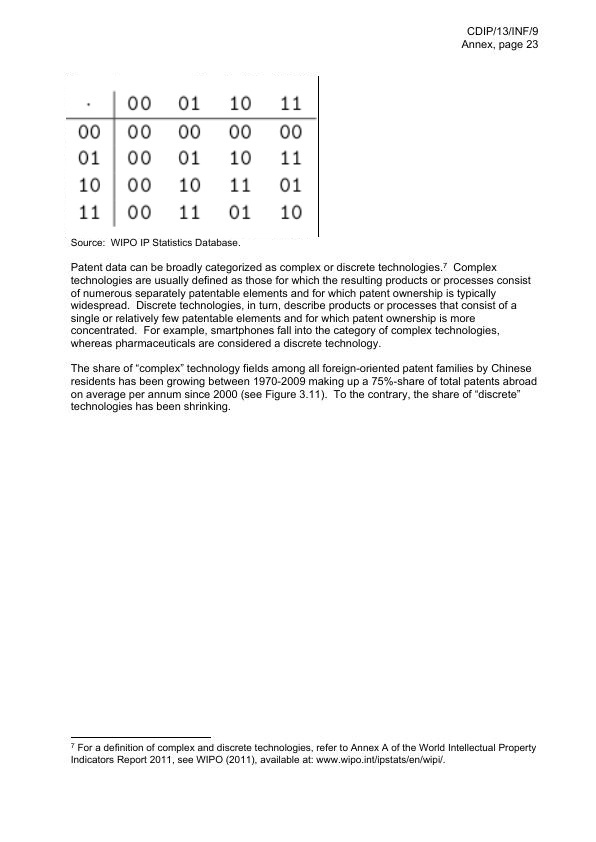 CDIP/13/INF/9
Annex, page 23
· 00 01 10 11
00 00 00 00 00
01 00 01 10 11
10 00 10 11 01
11 00 11 01 10
Source:  WIPO IP Statistics Database.
Patent data can be broadly categorized as complex or discrete technologies.7  Complex
technologies are usually defined as those for which the resulting products or processes consist
of numerous separately patentable elements and for which patent ownership is typically
widespread.  Discrete technologies, in turn, describe products or processes that consist of a
single or relatively few patentable elements and for which patent ownership is more
concentrated.  For example, smartphones fall into the category of complex technologies,
whereas pharmaceuticals are considered a discrete technology.
The share of “complex” technology fields among all foreign-oriented patent families by Chinese
residents has been growing between 1970-2009 making up a 75%-share of total patents abroad
on average per annum since 2000 (see Figure 3.11).  To the contrary, the share of “discrete”
technologies has been shrinking.
7 For a definition of complex and discrete technologies, refer to Annex A of the World Intellectual Property
Indicators Report 2011, see WIPO (2011), available at: www.wipo.int/ipstats/en/wipi/.